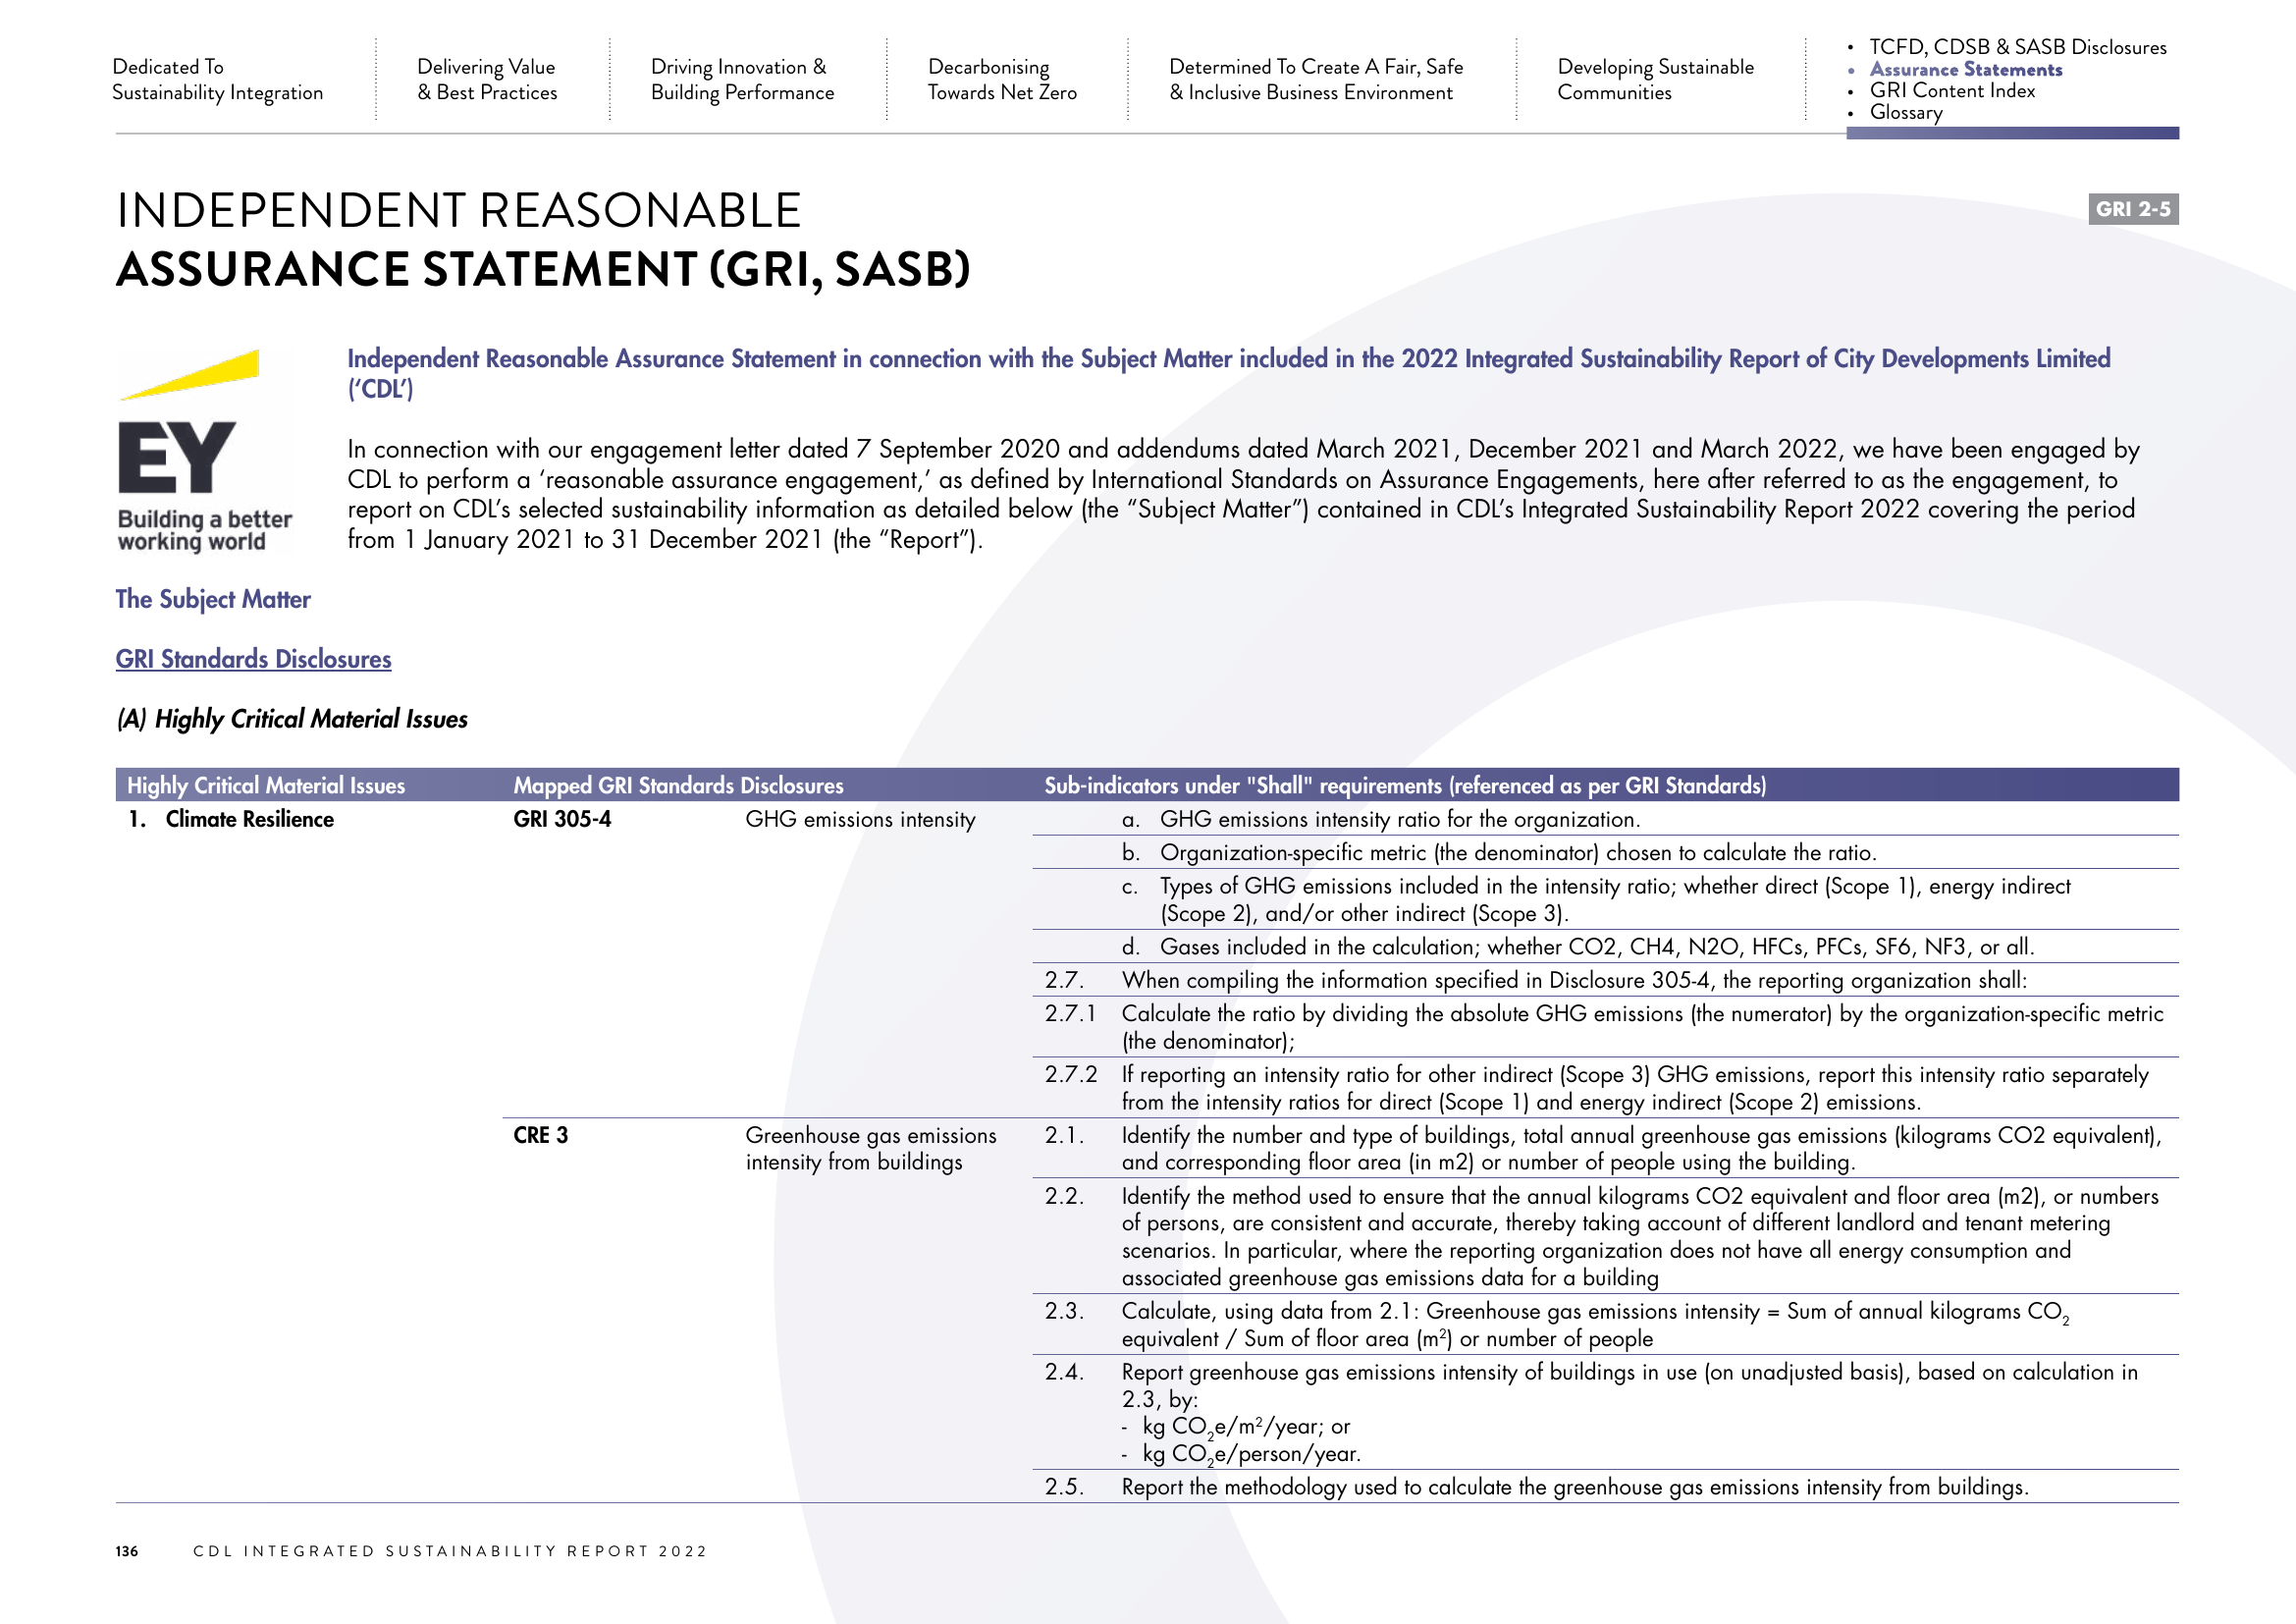 Dedicated To
Sustainability Integration
Delivering Value
& Best Practices
Driving Innovation &
Building Performance
Decarbonising
Towards Net Zero
Determined To Create A Fair, Safe
& Inclusive Business Environment
Developing Sustainable
Communities
• TCFD, CDSB & SASB Disclosures
• Assurance Statements
• GRI Content Index
• Glossary
INDEPENDENT REASONABLE
ASSURANCE STATEMENT (GRI, SASB)
GRI 2-5
EY
Building a better
working world
Independent Reasonable Assurance Statement in connection with the Subject Matter included in the 2022 Integrated Sustainability Report of City Developments Limited
(‘CDL’)
In connection with our engagement letter dated 7 September 2020 and addendums dated March 2021, December 2021 and March 2022, we have been engaged by
CDL to perform a ‘reasonable assurance engagement,’ as defined by International Standards on Assurance Engagements, here after referred to as the engagement, to
report on CDL’s selected sustainability information as detailed below (the “Subject Matter”) contained in CDL’s Integrated Sustainability Report 2022 covering the period
from 1 January 2021 to 31 December 2021 (the “Report”).
The Subject Matter
GRI Standards Disclosures
(A) Highly Critical Material Issues
Highly Critical Material Issues Mapped GRI Standards Disclosures Sub-indicators under "Shall" requirements (referenced as per GRI Standards)
1. Climate Resilience GRI 305-4 GHG emissions intensity a. GHG emissions intensity ratio for the organization.
b. Organization-specific metric (the denominator) chosen to calculate the ratio.
c. Types of GHG emissions included in the intensity ratio; whether direct (Scope 1), energy indirect
(Scope 2), and/or other indirect (Scope 3).
d. Gases included in the calculation; whether CO2, CH4, N2O, HFCs, PFCs, SF6, NF3, or all.
2.7. When compiling the information specified in Disclosure 305-4, the reporting organization shall:
2.7.1 Calculate the ratio by dividing the absolute GHG emissions (the numerator) by the organization-specific metric
(the denominator);
2.7.2 If reporting an intensity ratio for other indirect (Scope 3) GHG emissions, report this intensity ratio separately
from the intensity ratios for direct (Scope 1) and energy indirect (Scope 2) emissions.
CRE 3 Greenhouse gas emissions
intensity from buildings
2.1. Identify the number and type of buildings, total annual greenhouse gas emissions (kilograms CO2 equivalent),
and corresponding floor area (in m2) or number of people using the building.
2.2. Identify the method used to ensure that the annual kilograms CO2 equivalent and floor area (m2), or numbers
of persons, are consistent and accurate, thereby taking account of different landlord and tenant metering
scenarios. In particular, where the reporting organization does not have all energy consumption and
associated greenhouse gas emissions data for a building
2.3. Calculate, using data from 2.1: Greenhouse gas emissions intensity = Sum of annual kilograms CO₂
equivalent / Sum of floor area (m²) or number of people
2.4. Report greenhouse gas emissions intensity of buildings in use (on unadjusted basis), based on calculation in
2.3, by:
- kg CO₂e/m²/year; or
- kg CO₂e/person/year.
2.5. Report the methodology used to calculate the greenhouse gas emissions intensity from buildings.
136 CDL INTEGRATED SUSTAINABILITY REPORT 2022